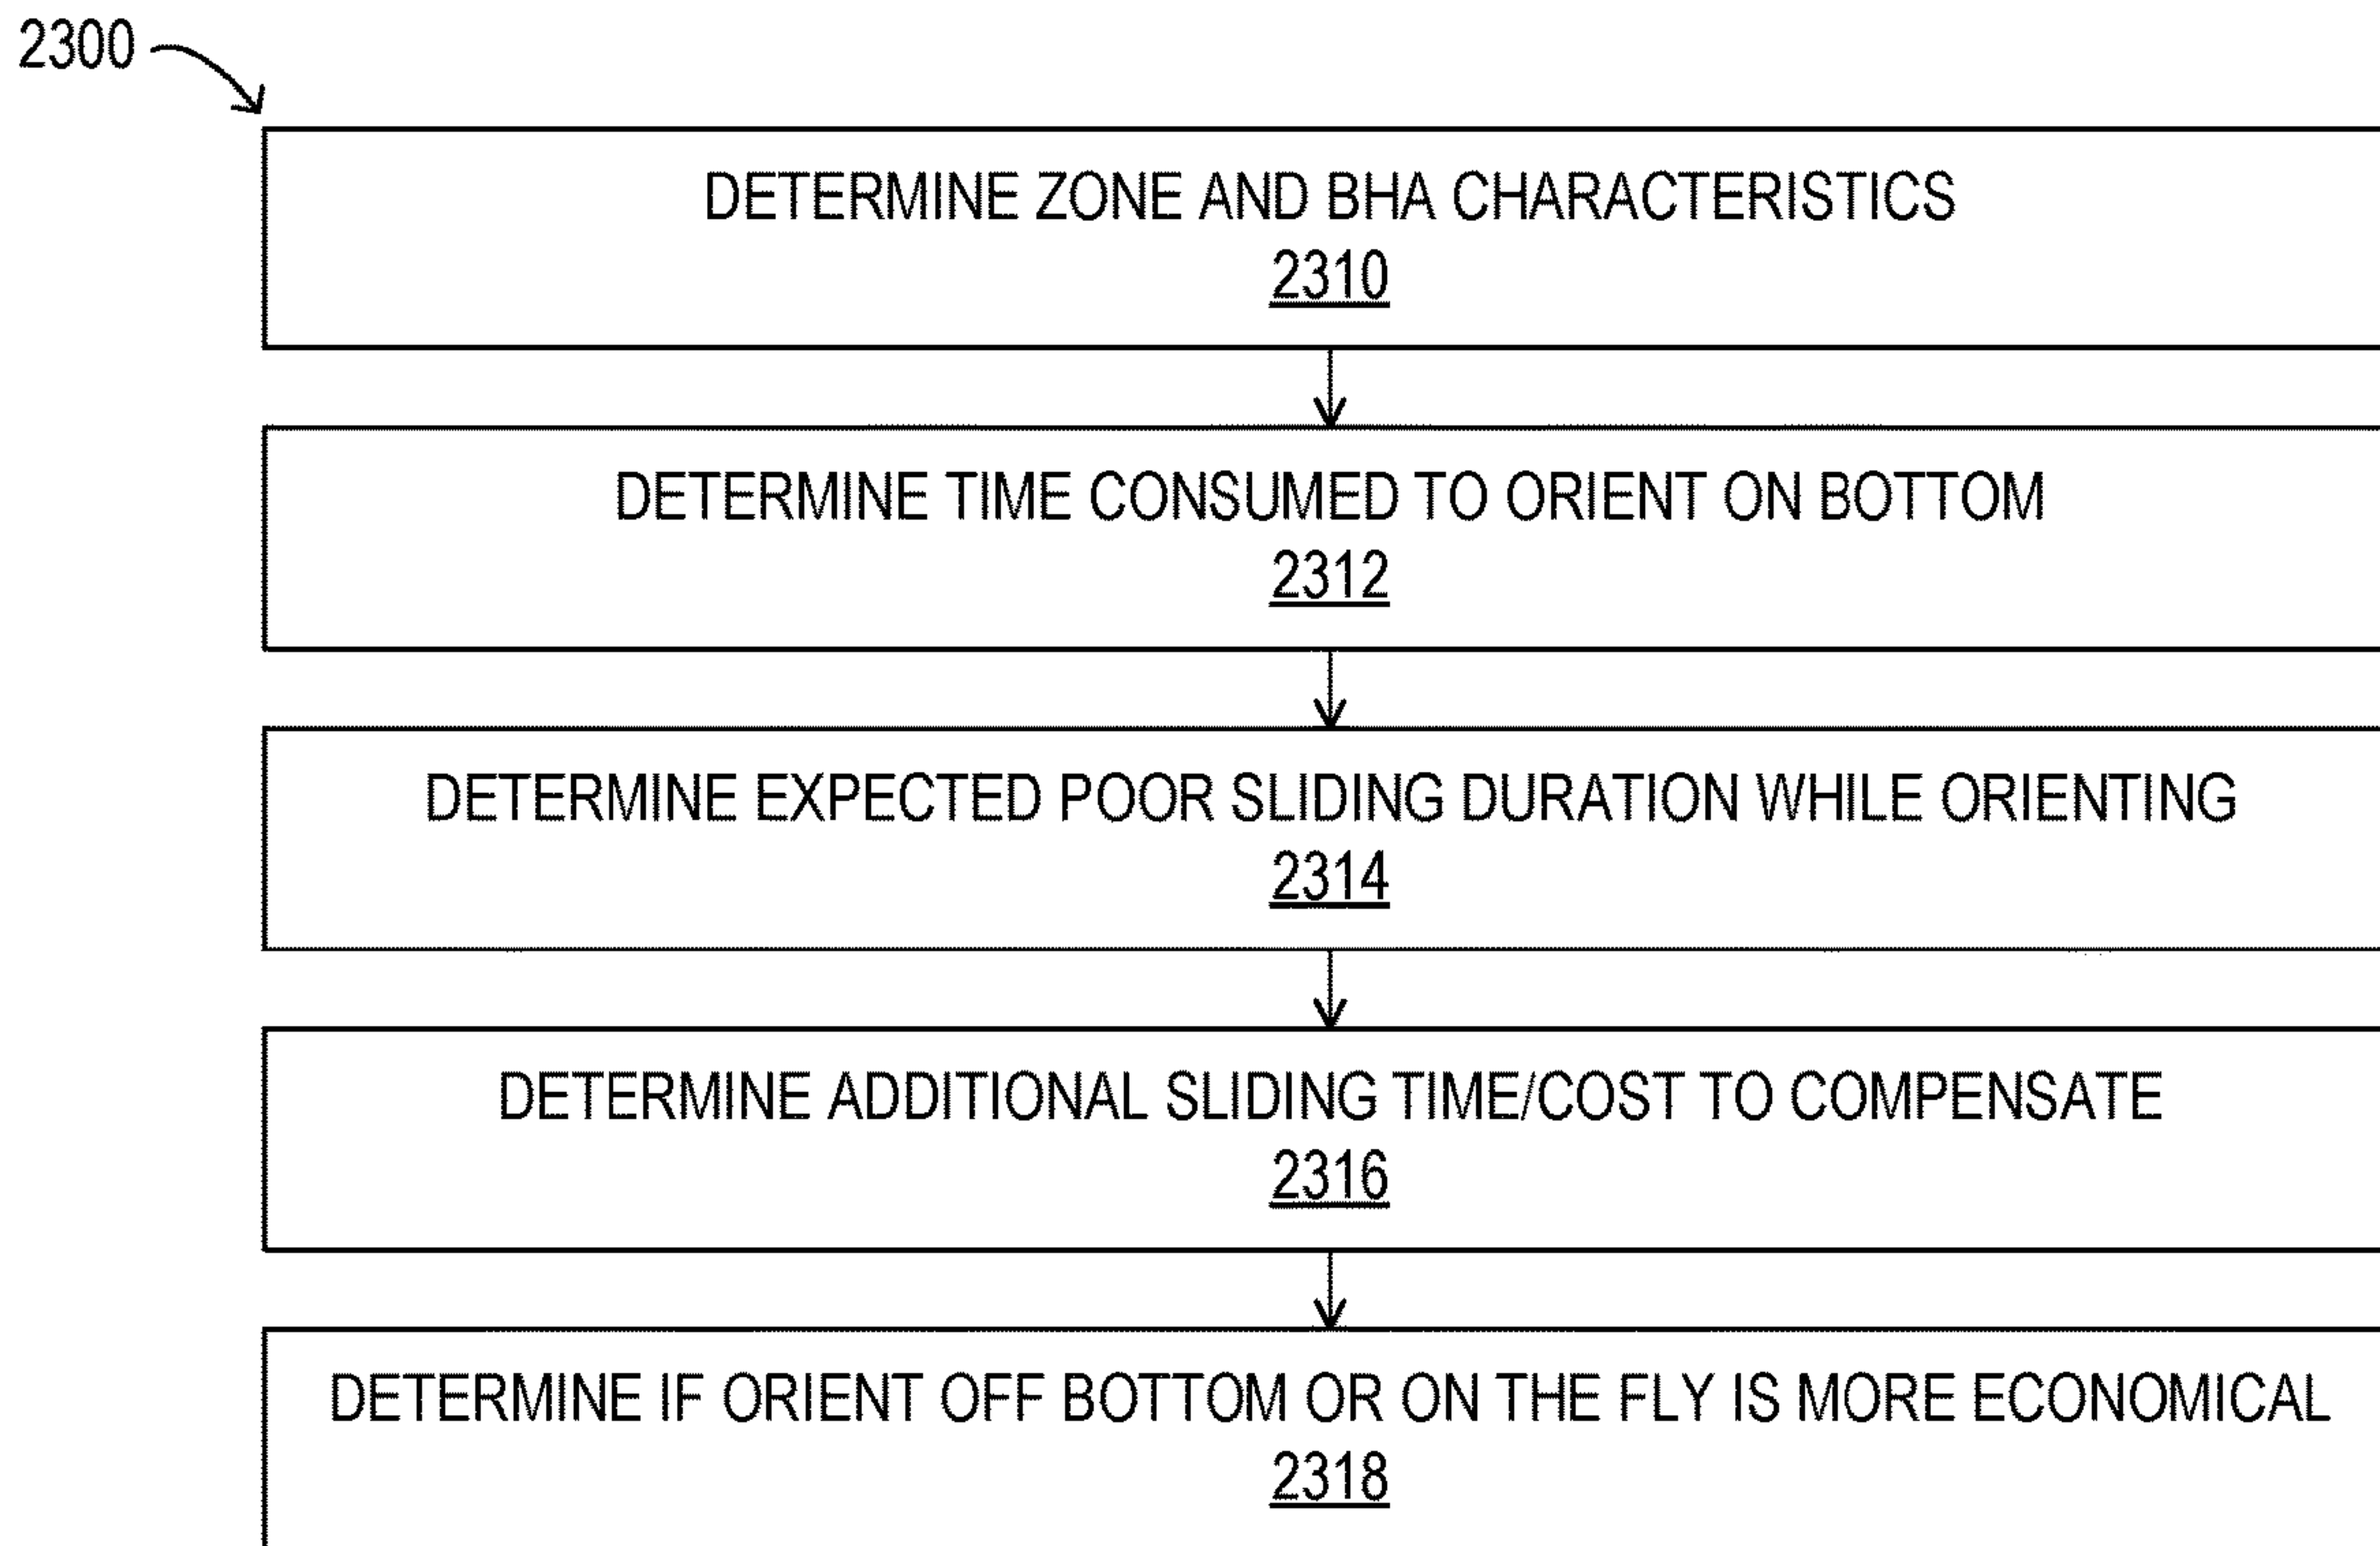 2300
DETERMINE ZONE AND BHA CHARACTERISTICS
2310
DETERMINE TIME CONSUMED TO ORIENT ON BOTTOM
2312
DETERMINE EXPECTED POOR SLIDING DURATION WHILE ORIENTING
2314
DETERMINE ADDITIONAL SLIDING TIME/COST TO COMPENSATE
2316
DETERMINE IF ORIENT OFF BOTTOM OR ON THE FLY IS MORE ECONOMICAL
2318